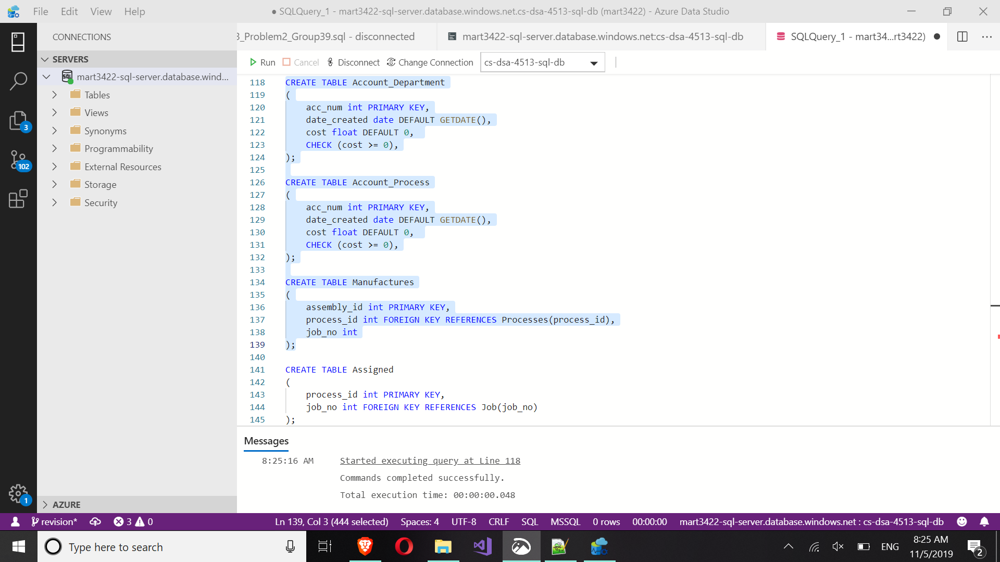 File Edit View Help
● SQLQuery_1 - mart3422-sql-server.database.windows.net.cs-dsa-4513-sql-db (mart3422) - Azure Data Studio
CONNECTIONS
3_Problem2_Group39.sql - disconnected
mart3422-sql-server.database.windows.net:cs-dsa-4513-sql-db
SQLQuery_1 - mart34...rt3422) ●
SERVERS
Run Cancel Disconnect Change Connection cs-dsa-4513-sql-db
mart3422-sql-server.database.wind...
Tables
Views
Synonyms
Programmability
External Resources
Storage
Security
3
102
1
118 CREATE TABLE Account_Department
119 (
120 acc_num int PRIMARY KEY,
121 date_created date DEFAULT GETDATE(),
122 cost float DEFAULT 0,
123 CHECK (cost >= 0),
124 );
125
126 CREATE TABLE Account_Process
127 (
128 acc_num int PRIMARY KEY,
129 date_created date DEFAULT GETDATE(),
130 cost float DEFAULT 0,
131 CHECK (cost >= 0),
132 );
133
134 CREATE TABLE Manufactures
135 (
136 assembly_id int PRIMARY KEY,
137 process_id int FOREIGN KEY REFERENCES Processes(process_id),
138 job_no int
139 );
140
141 CREATE TABLE Assigned
142 (
143 process_id int PRIMARY KEY,
144 job_no int FOREIGN KEY REFERENCES Job(job_no)
145 );
Messages
8:25:16 AM Started executing query at Line 118
Commands completed successfully.
Total execution time: 00:00:00.048
AZURE
revision* 3 0 Ln 139, Col 3 (444 selected) Spaces: 4 UTF-8 CRLF SQL MSSQL 0 rows 00:00:00 mart3422-sql-server.database.windows.net : cs-dsa-4513-sql-db
Type here to search
ENG
8:25 AM
11/5/2019
2